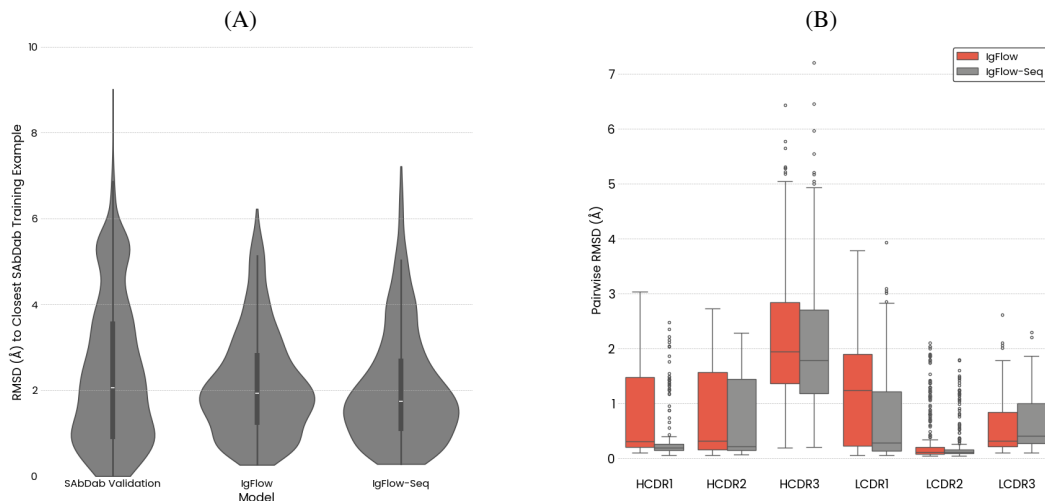 (A)
RMSD (Å) to Closest SAbDab Training Example
10
8
6
4
2
0
SAbDab Validation
IgFlow
IgFlow-Seq
Model
(B)
IgFlow
IgFlow-Seq
Pairwise RMSD (Å)
7
6
5
4
3
2
1
0
HCDR1
HCDR2
HCDR3
LCDR1
LCDR2
LCDR3